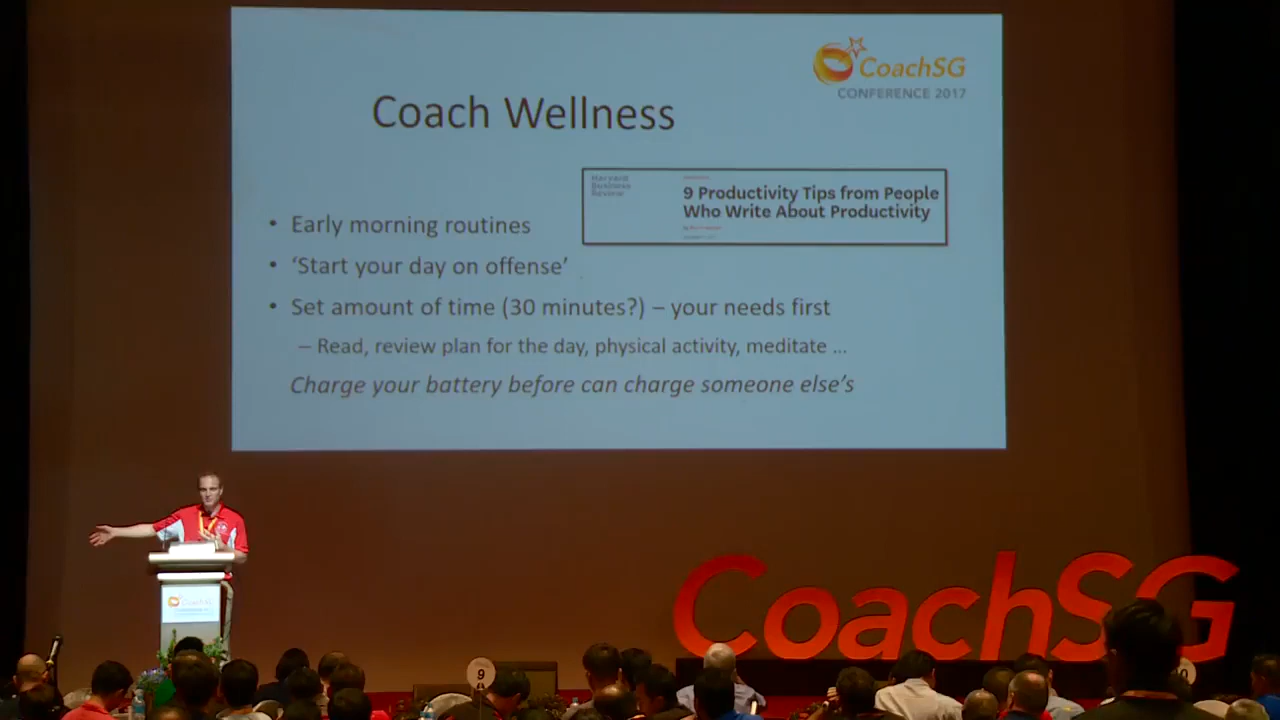 CoachSG
CONFERENCE 2017
Coach Wellness
Harvard
Business
Review
9 Productivity Tips from People
Who Write About Productivity
• Early morning routines
• ‘Start your day on offense’
• Set amount of time (30 minutes?) – your needs first
– Read, review plan for the day, physical activity, meditate ...
Charge your battery before can charge someone else’s
CoachSG
CoachSG
9